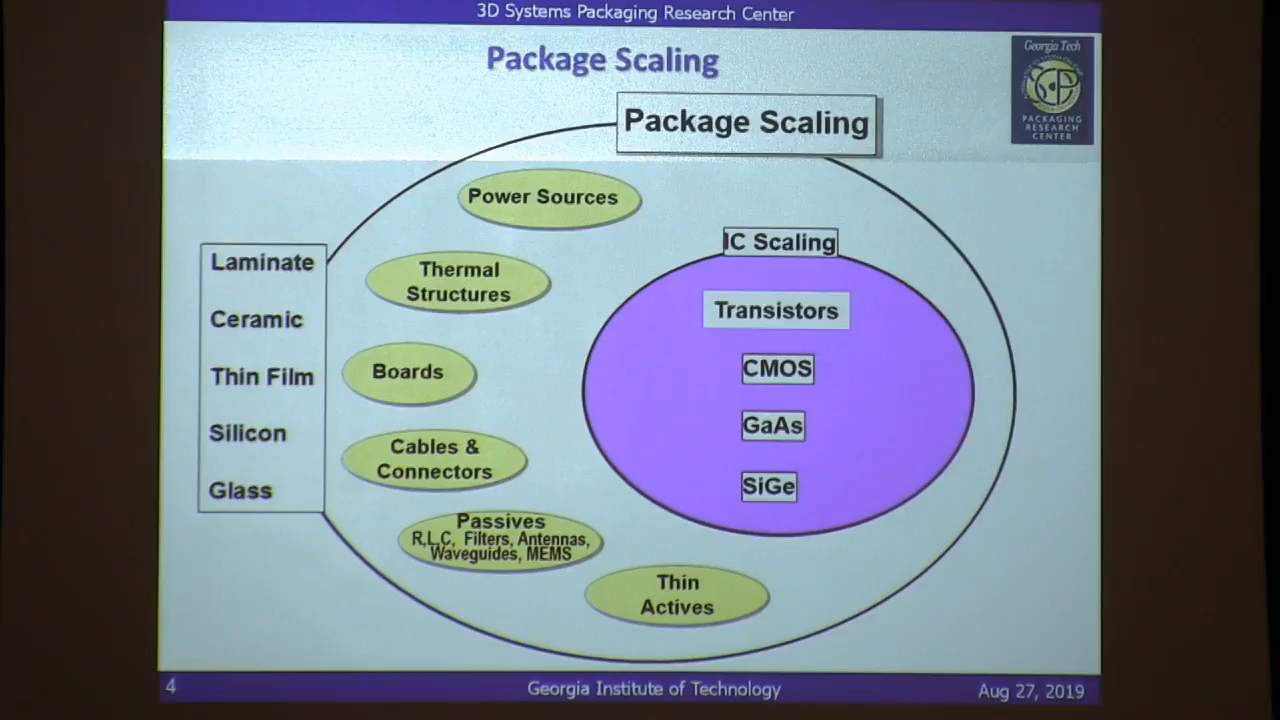 3D Systems Packaging Research Center
Package Scaling
Georgia Tech
PACKAGING
RESEARCH
CENTER
Package Scaling
Power Sources
IC Scaling
Laminate
Thermal
Structures
Transistors
Ceramic
Boards
CMOS
Thin Film
GaAs
Silicon
Cables &
Connectors
SiGe
Glass
Passives
R,L,C, Filters, Antennas,
Waveguides, MEMS
Thin
Actives
4
Georgia Institute of Technology
Aug 27, 2019